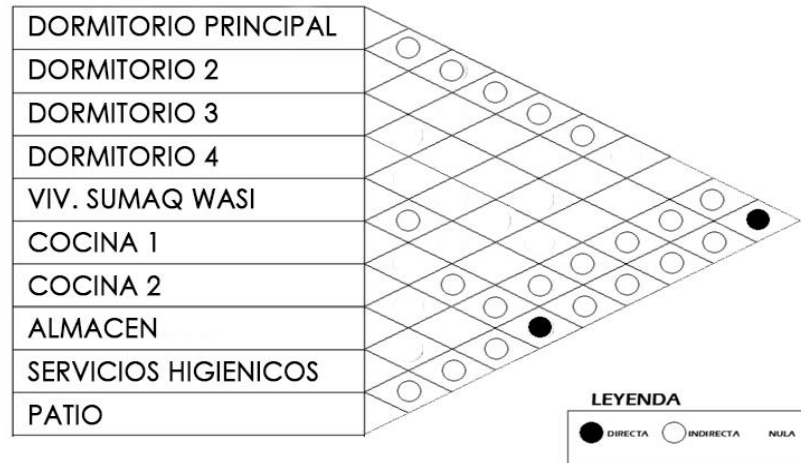 DORMITORIO PRINCIPAL
DORMITORIO 2
DORMITORIO 3
DORMITORIO 4
VIV. SUMAQ WASI
COCINA 1
COCINA 2
ALMACEN
SERVICIOS HIGIENICOS
PATIO
LEYENDA
DIRECTA INDIRECTA NULA